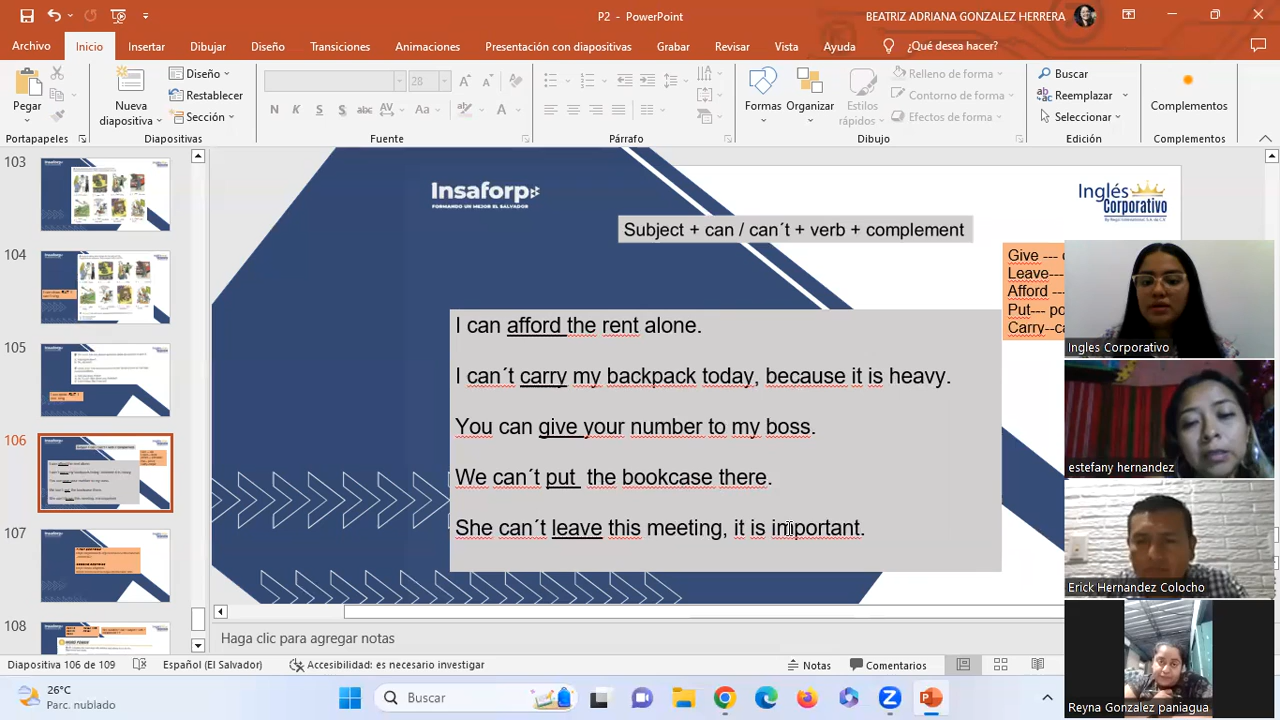 P2 - PowerPoint
BEATRIZ ADRIANA GONZALEZ HERRERA
Archivo Inicio Insertar Dibujar Diseño Transiciones Animaciones Presentación con diapositivas Grabar Revisar Vista Ayuda ¿Qué desea hacer?
Pegar
Nueva diapositiva
Diseño
Restablecer
Sección
28
N K S S abc AV Aa
Formas
Organizar
Estilos rápidos
Relleno de forma
Contorno de forma
Efectos de forma
Buscar
Reemplazar
Seleccionar
Complementos
Portapapeles Diapositivas Fuente Párrafo Dibujo Edición Complementos
103
104
105
106
107
108
Insaforp
FORMANDO UN MEJOR EL SALVADOR
Inglés
Corporativo
Subject + can / can´t + verb + complement
Give ---
Leave---
Afford ---
Put---
Carry--
I can afford the rent alone.
I can´t carry my backpack today, because it is heavy.
You can give your number to my boss.
We can´t put the bookcase there.
She can´t leave this meeting, it is important.
Ingles Corporativo
estefany hernandez
Erick Hernandez Colocho
Reyna González paniagua
Haga clic para agregar notas
Diapositiva 106 de 109 Español (El Salvador) Accesibilidad: es necesario investigar Notas Comentarios
26°C
Parc. nublado
Buscar